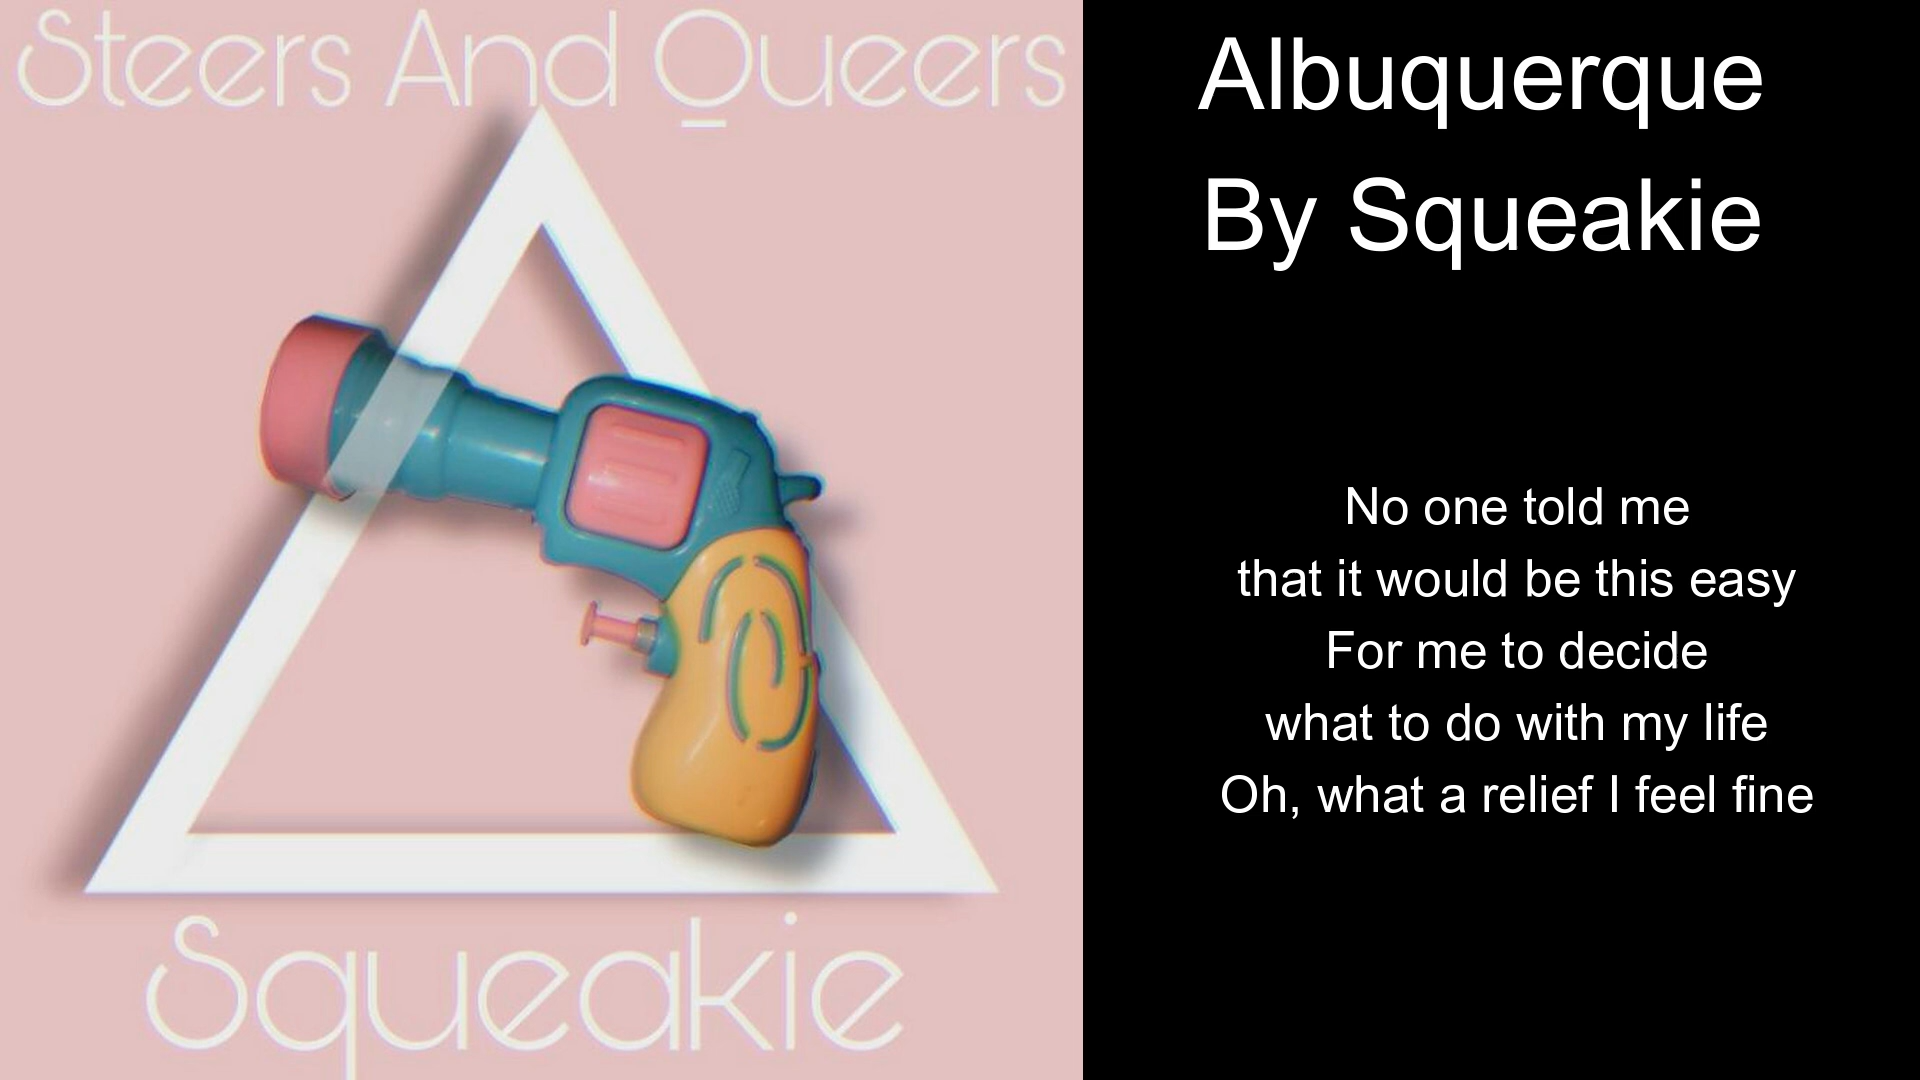 Steers And Queers
Squeakie
Albuquerque
By Squeakie
No one told me
that it would be this easy
For me to decide
what to do with my life
Oh, what a relief I feel fine